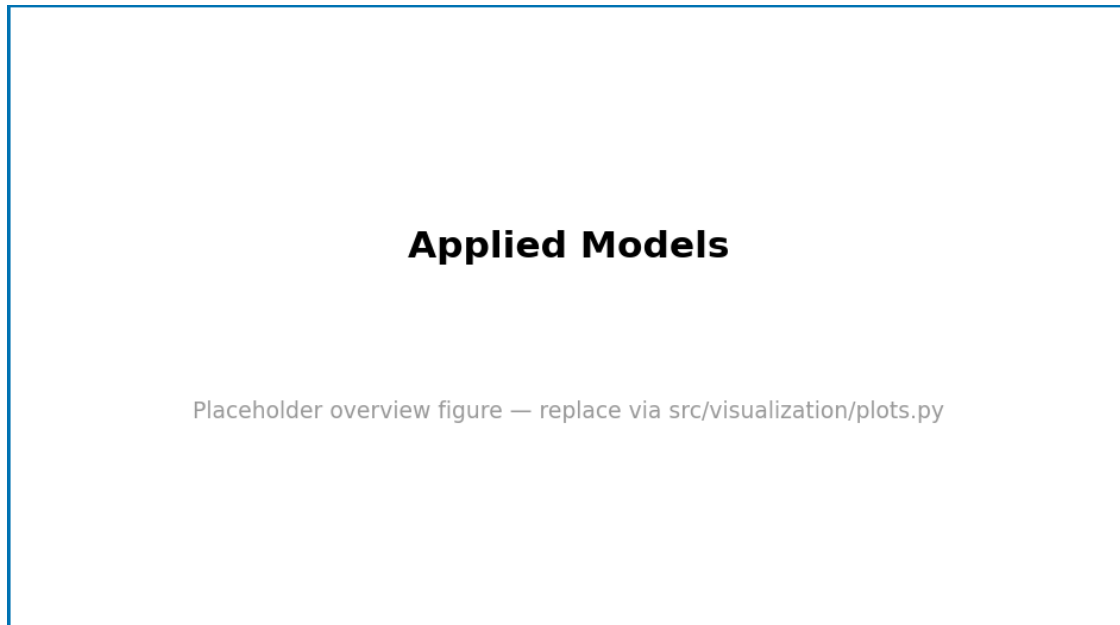 Applied Models
Placeholder overview figure — replace via src/visualization/plots.py